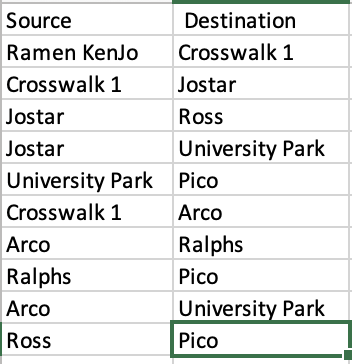 Source Destination
Ramen KenJo Crosswalk 1
Crosswalk 1 Jostar
Jostar Ross
Jostar University Park
University Park Pico
Crosswalk 1 Arco
Arco Ralphs
Ralphs Pico
Arco University Park
Ross Pico